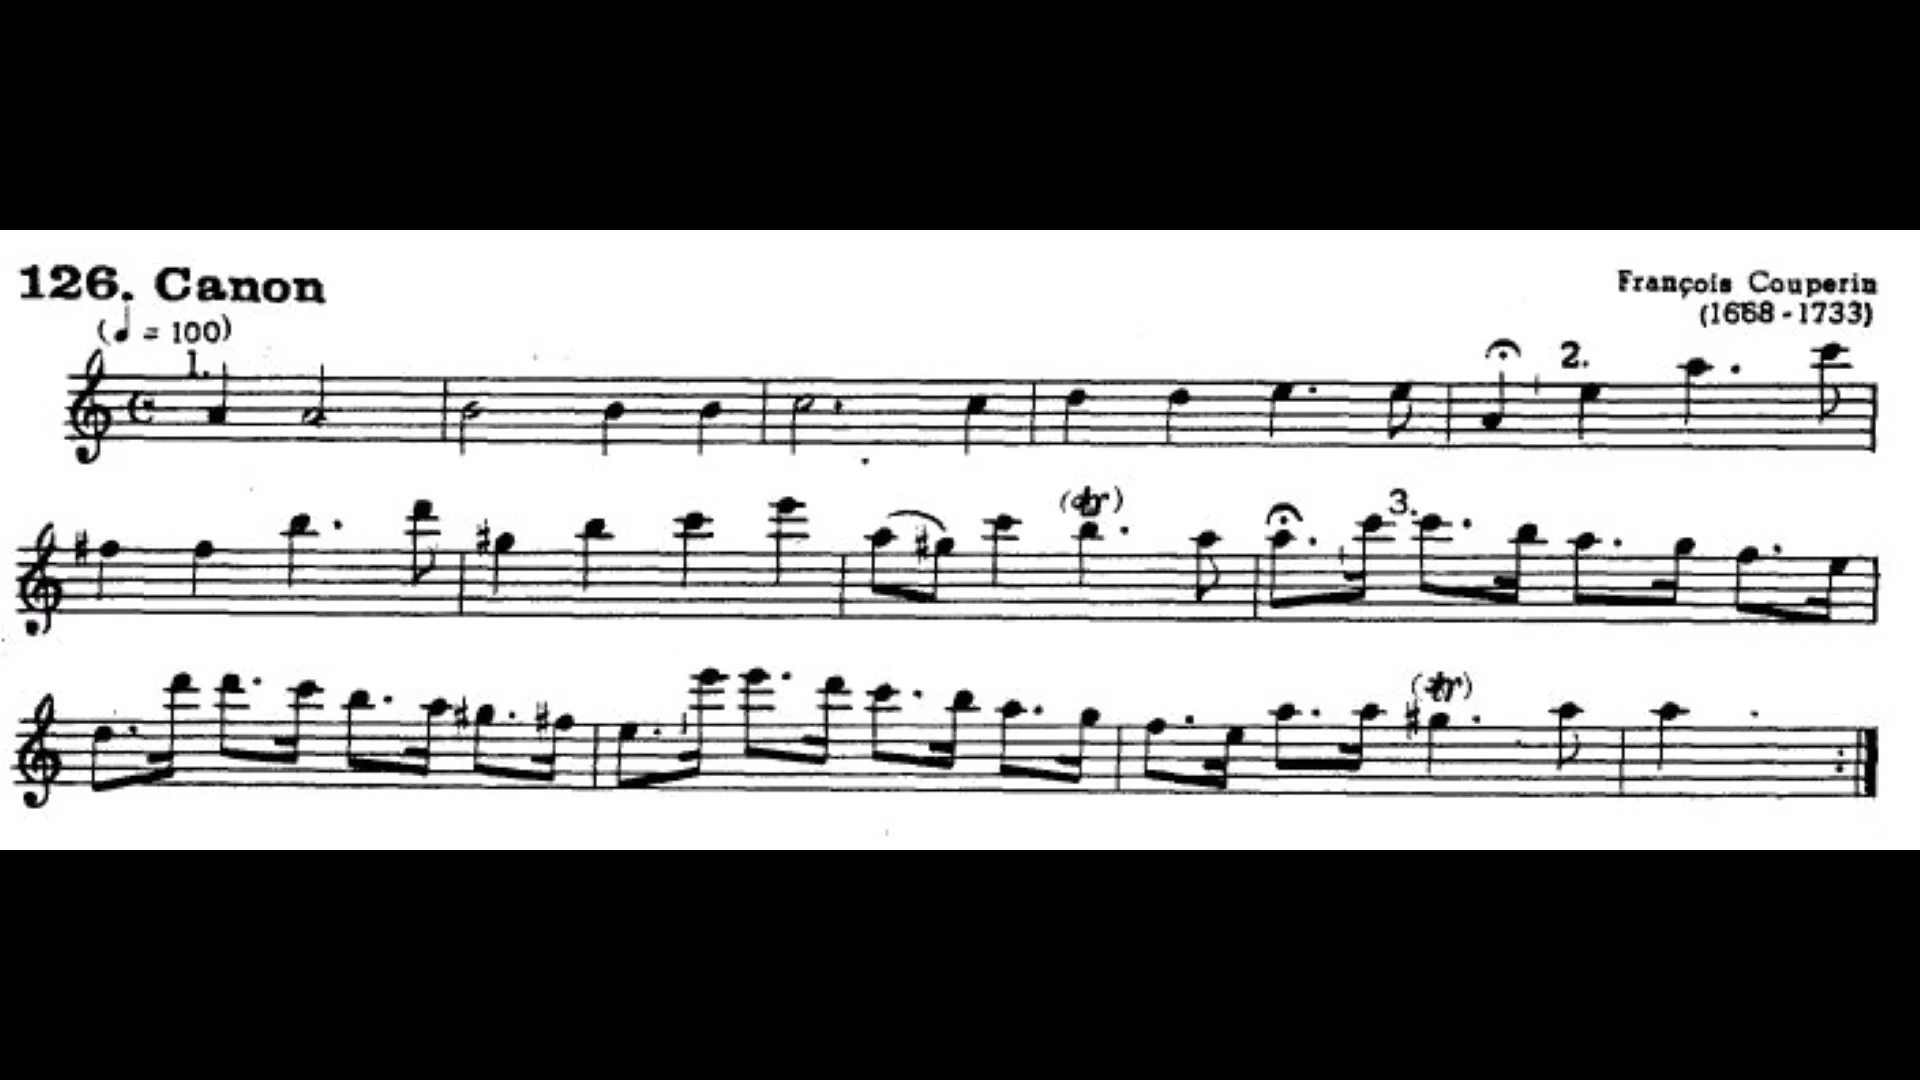 126. Canon
François Couperin
(♩ = 100)
(1668-1733)
1.
2.
(tr)
3.
(tr)